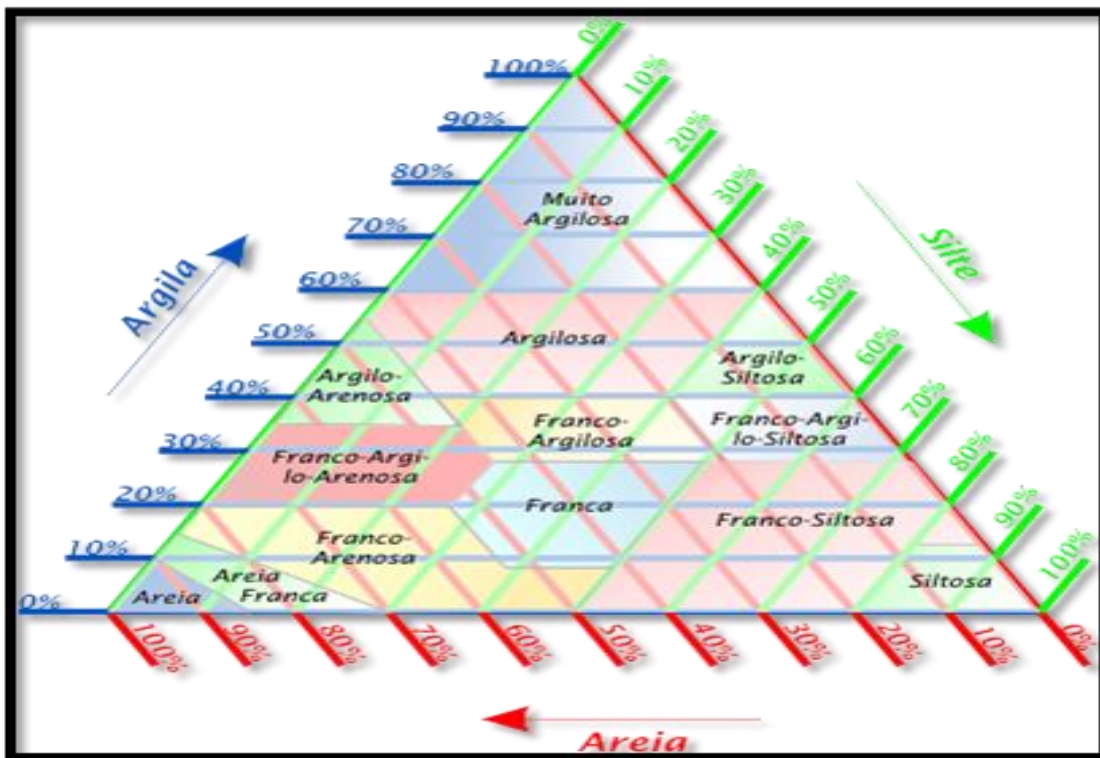 0%
100%
10%
90%
20%
80%
30%
Muito
Argilosa
70%
40%
Silte
Argila
60%
50%
50%
Argilosa
60%
Argilo-
Siltosa
Argilo-
Arenosa
40%
70%
Franco-
Argilosa
Franco-Argi-
lo-Siltosa
30%
80%
Franco-Argi-
lo-Arenosa
20%
Franca
90%
Franco-Siltosa
10%
Franco-
Arenosa
100%
Areia
Franca
Siltosa
Areia
0%
100%
90%
80%
70%
60%
50%
40%
30%
20%
10%
0%
Areia